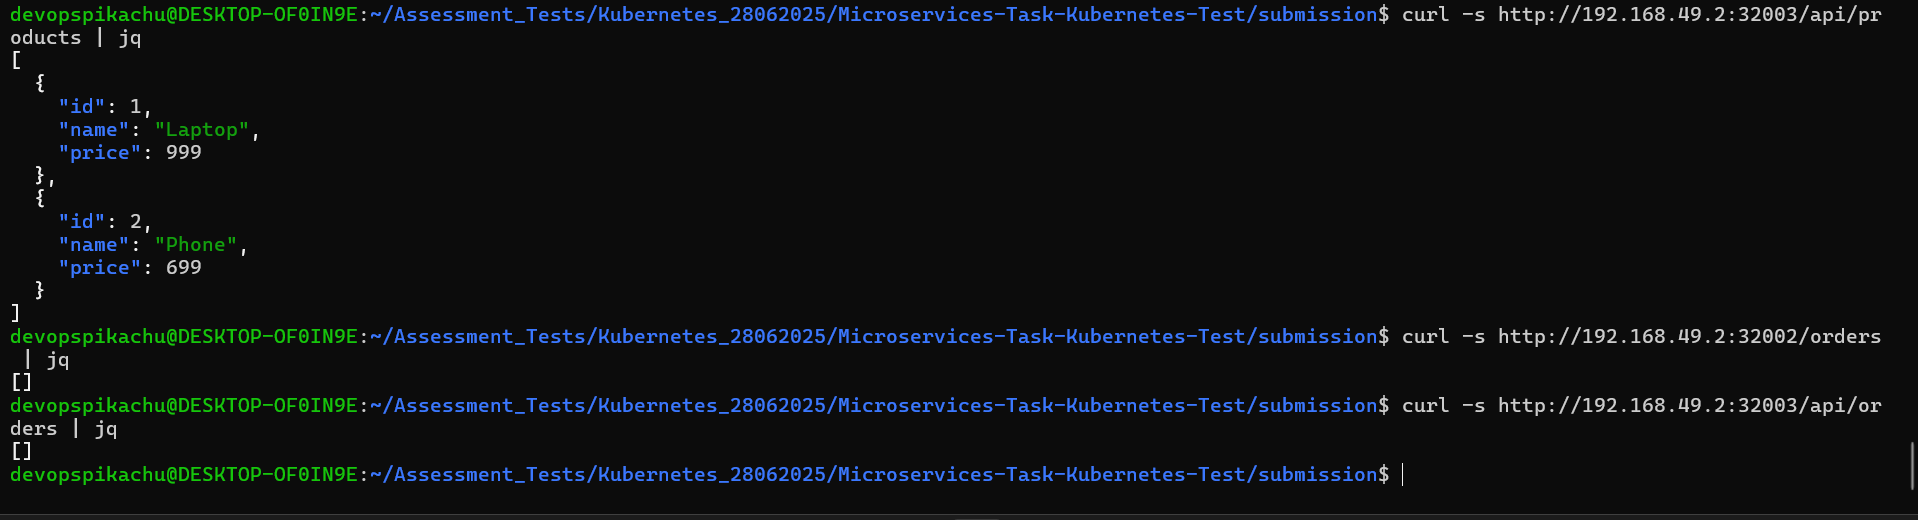 devopspikachu@DESKTOP-OF0IN9E:~/Assessment_Tests/Kubernetes_28062025/Microservices-Task-Kubernetes-Test/submission$ curl -s http://192.168.49.2:32003/api/pr
oducts | jq
[
  {
    "id": 1,
    "name": "Laptop",
    "price": 999
  },
  {
    "id": 2,
    "name": "Phone",
    "price": 699
  }
]
devopspikachu@DESKTOP-OF0IN9E:~/Assessment_Tests/Kubernetes_28062025/Microservices-Task-Kubernetes-Test/submission$ curl -s http://192.168.49.2:32002/orders
 | jq
[]
devopspikachu@DESKTOP-OF0IN9E:~/Assessment_Tests/Kubernetes_28062025/Microservices-Task-Kubernetes-Test/submission$ curl -s http://192.168.49.2:32003/api/or
ders | jq
[]
devopspikachu@DESKTOP-OF0IN9E:~/Assessment_Tests/Kubernetes_28062025/Microservices-Task-Kubernetes-Test/submission$